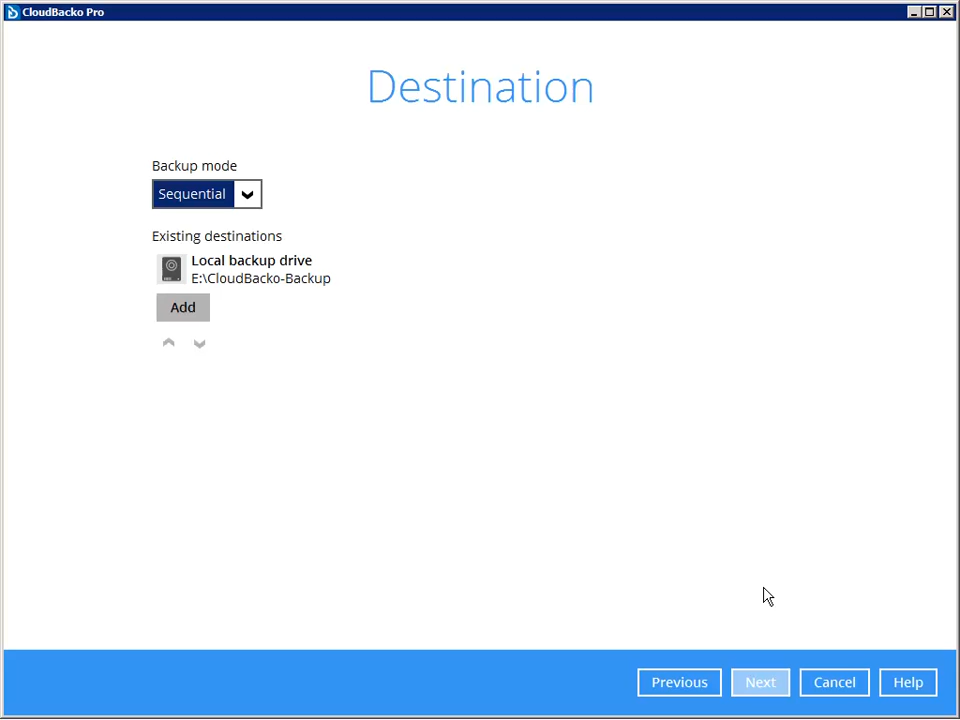 CloudBacko Pro
Destination
Backup mode
Sequential
Existing destinations
Local backup drive
E:\CloudBacko-Backup
Add
Previous
Next
Cancel
Help